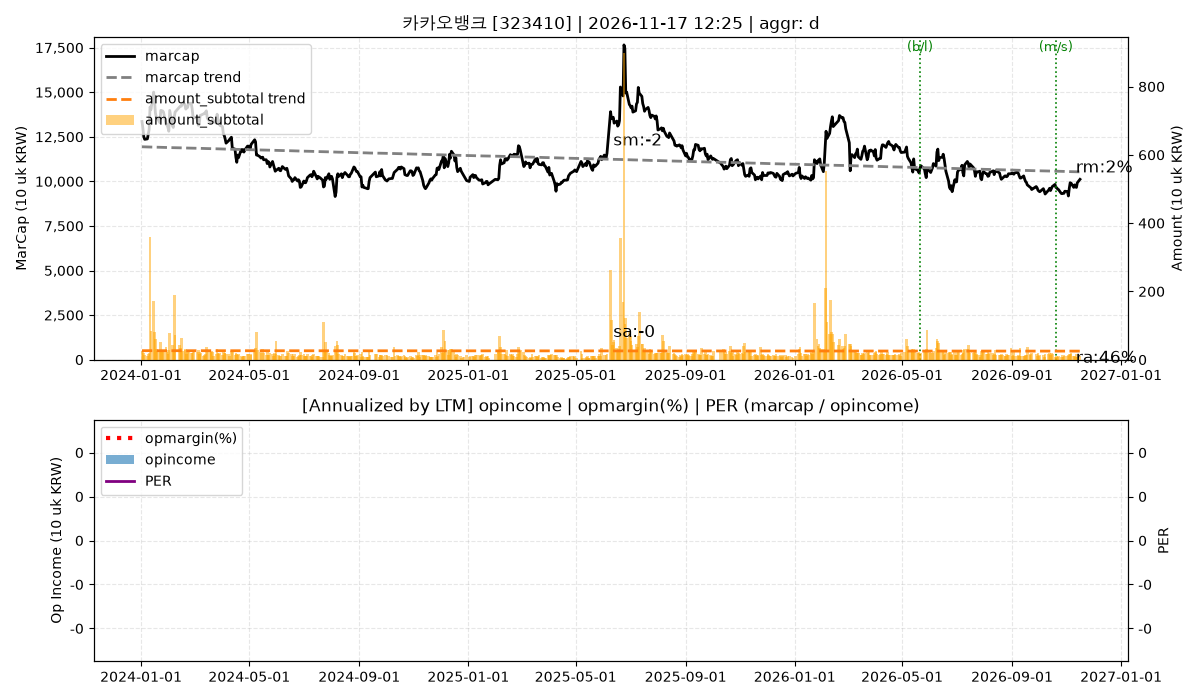 카카오뱅크 [323410] | 2026-11-17 12:25 | aggr: d
MarCap (10 uk KRW)
17,500
15,000
12,500
10,000
7,500
5,000
2,500
0
marcap
marcap trend
amount_subtotal trend
amount_subtotal
(b/l)
(m/s)
sm:-2
rm:2%
sa:-0
ra:46%
800
600
400
200
0
Amount (10 uk KRW)
2024-01-01
2024-05-01
2024-09-01
2025-01-01
2025-05-01
2025-09-01
2026-01-01
2026-05-01
2026-09-01
2027-01-01
[Annualized by LTM] opincome | opmargin(%) | PER (marcap / opincome)
Op Income (10 uk KRW)
0
0
0
-0
-0
opmargin(%)
opincome
PER
0
0
0
-0
-0
PER
2024-01-01
2024-05-01
2024-09-01
2025-01-01
2025-05-01
2025-09-01
2026-01-01
2026-05-01
2026-09-01
2027-01-01